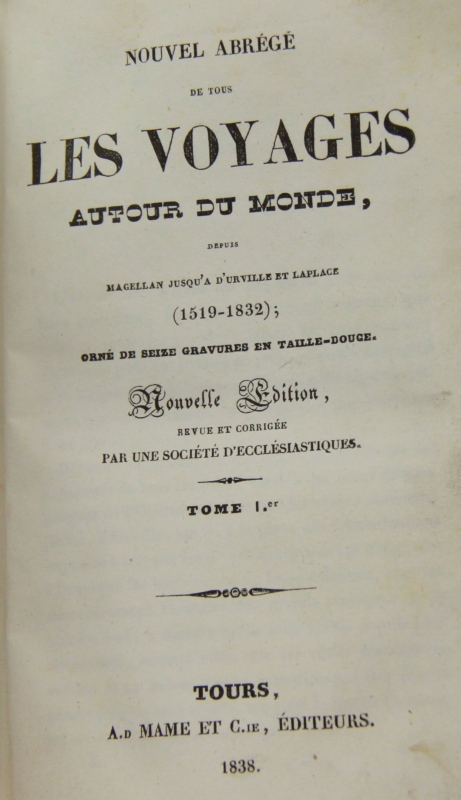 NOUVEL ABRÉGÉ
DE TOUS
LES VOYAGES
AUTOUR DU MONDE,
DEPUIS
MAGELLAN JUSQU'A D'URVILLE ET LAPLACE
(1519-1832);
ORNÉ DE SEIZE GRAVURES EN TAILLE-DOUCE.
Nouvelle Edition,
REVUE ET CORRIGÉE
PAR UNE SOCIÉTÉ D'ECCLÉSIASTIQUES.
TOME I.er
TOURS,
A.D MAME ET C.IE, ÉDITEURS.
1838.